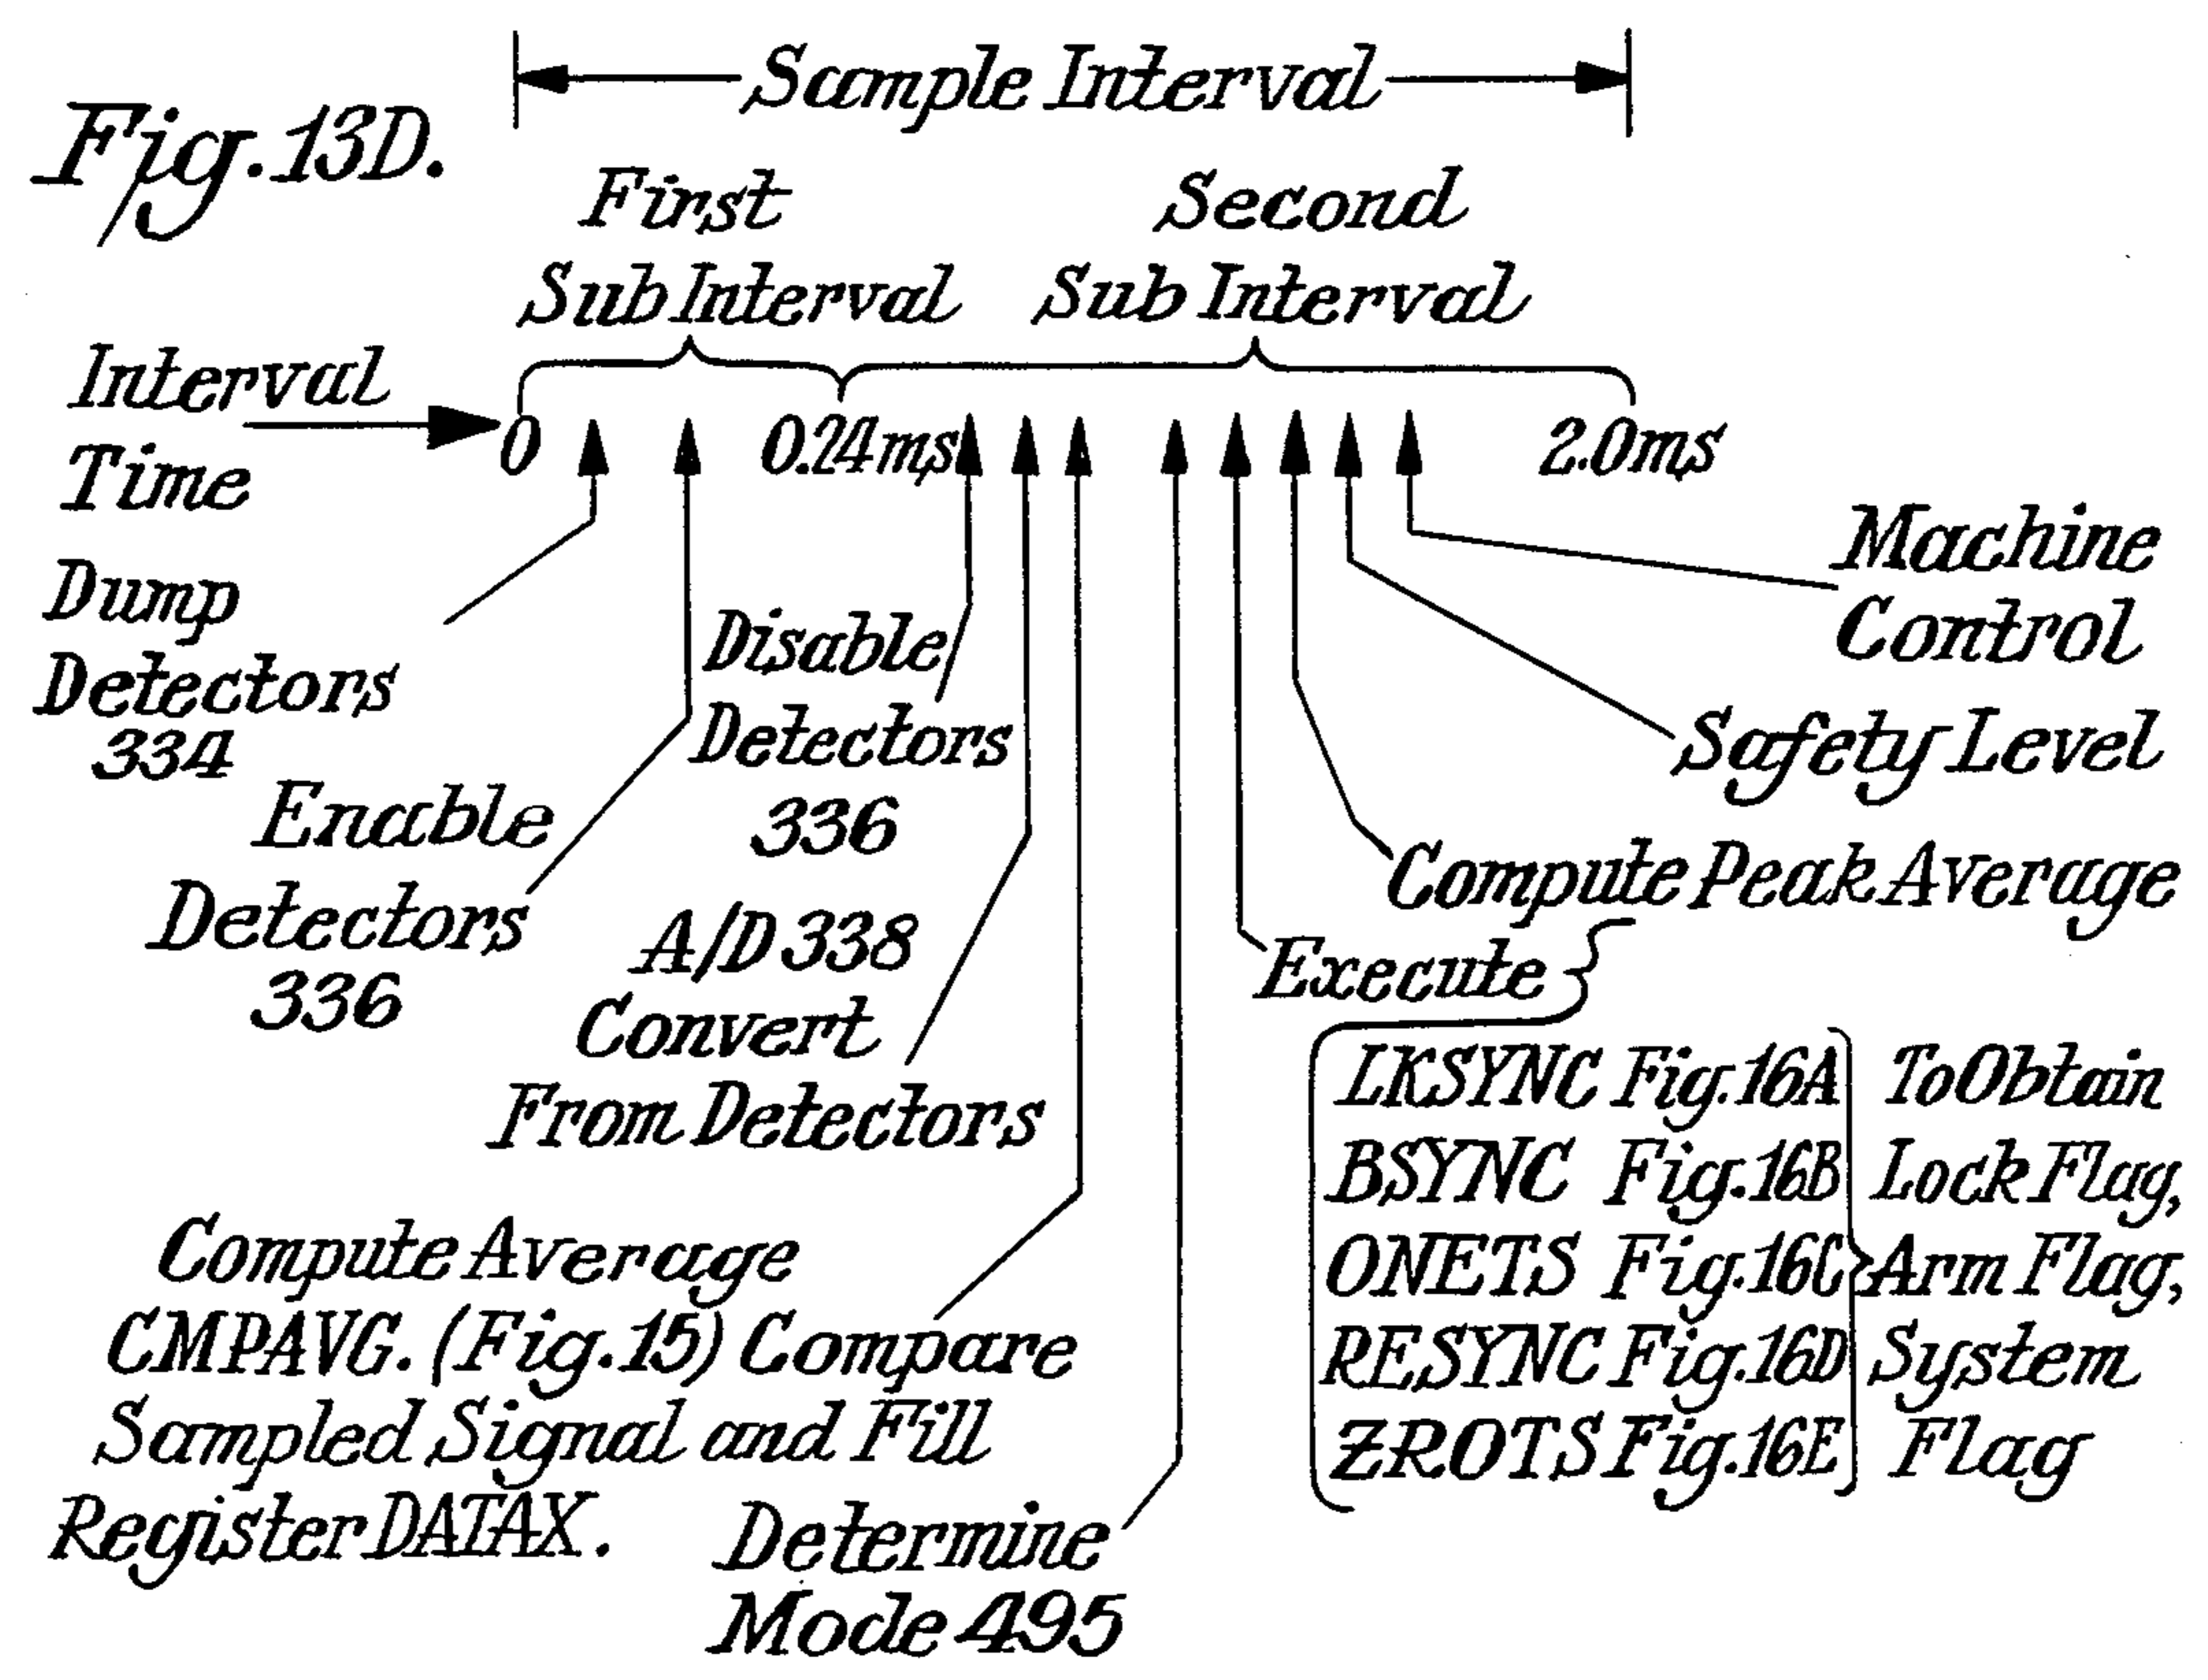 Sample Interval
Fig. 13D.
First
Sub Interval
Second
Sub Interval
Interval
Time
0
0.24ms
2.0ms
Dump
Detectors
334
Enable
Detectors
336
Disable
Detectors
336
A/D 338
Convert
From Detectors
Compute Average
CMPAVG. (Fig. 15) Compare
Sampled Signal and Fill
Register DATAX.
Determine
Mode 495
Machine
Control
Safety Level
Compute Peak Average
Execute
LKSYNC Fig. 16A
BSYNC Fig. 16B
ONETS Fig. 16C
RESYNC Fig. 16D
ZROTS Fig. 16E
To Obtain
Lock Flag,
Arm Flag,
System
Flag